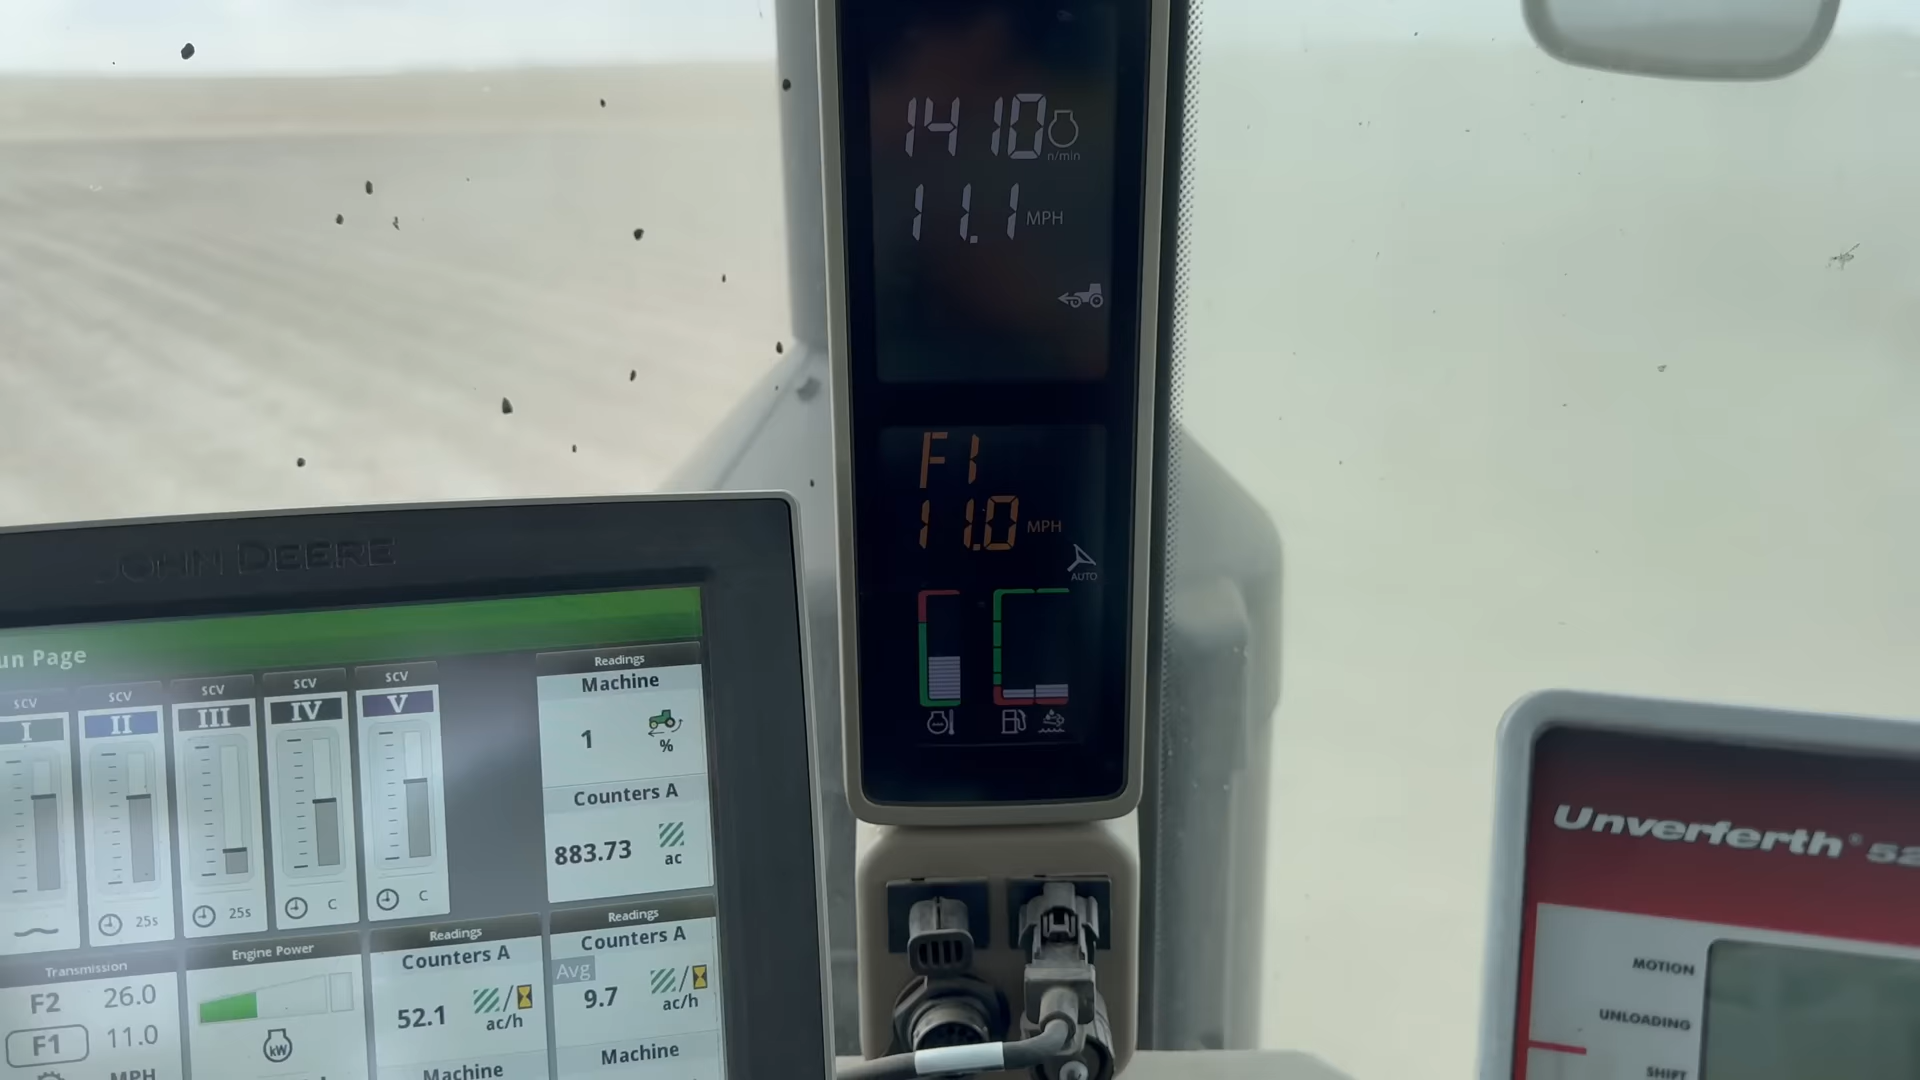 1410 n/min
11.1 MPH
F1
11.0 MPH
AUTO
JOHN DEERE
un Page
SCV SCV SCV SCV SCV
I II III IV V
25s 25s C C
Readings
Machine
1 %
Counters A
883.73 ac
Transmission
F2 26.0
F1 11.0
MPH
Engine Power
kW
Readings
Counters A
52.1 ac/h
Machine
Readings
Counters A
Avg
9.7 ac/h
Machine
Unverferth® 52
MOTION
UNLOADING
SHIFT